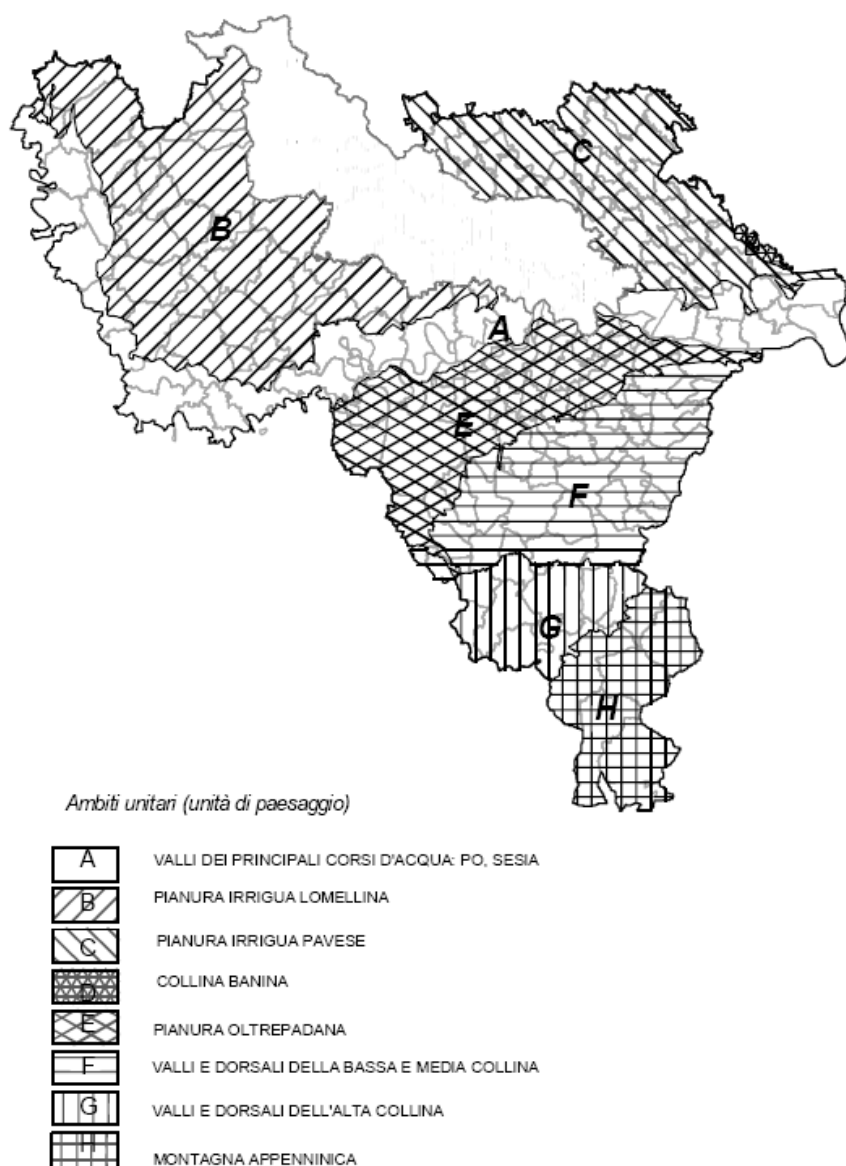 C
B
A
E
F
G
H
Ambiti unitari (unità di paesaggio)
A VALLI DEI PRINCIPALI CORSI D'ACQUA: PO, SESIA
B PIANURA IRRIGUA LOMELLINA
C PIANURA IRRIGUA PAVESE
D COLLINA BANINA
E PIANURA OLTREPADANA
F VALLI E DORSALI DELLA BASSA E MEDIA COLLINA
G VALLI E DORSALI DELL'ALTA COLLINA
H MONTAGNA APPENNINICA